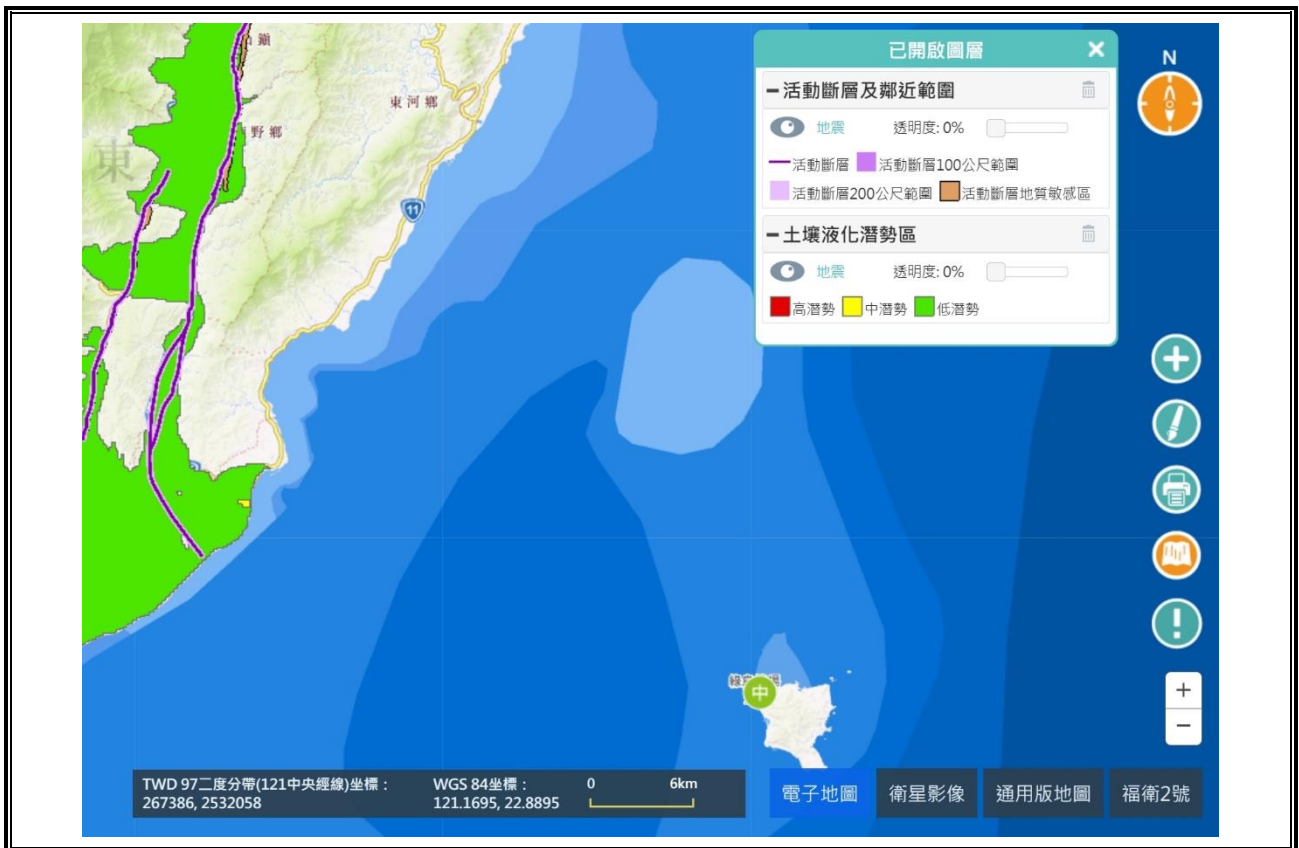 鎮
東河鄉
野鄉
東
11
已開啟圖層
N
活動斷層及鄰近範圍
地震 透明度: 0%
活動斷層 活動斷層100公尺範圍
活動斷層200公尺範圍 活動斷層地質敏感區
土壤液化潛勢區
地震 透明度: 0%
高潛勢 中潛勢 低潛勢
中
TWD 97二度分帶(121中央經線)坐標：
267386, 2532058
WGS 84坐標：
121.1695, 22.8895
0 6km
電子地圖 衛星影像 通用版地圖 福衛2號